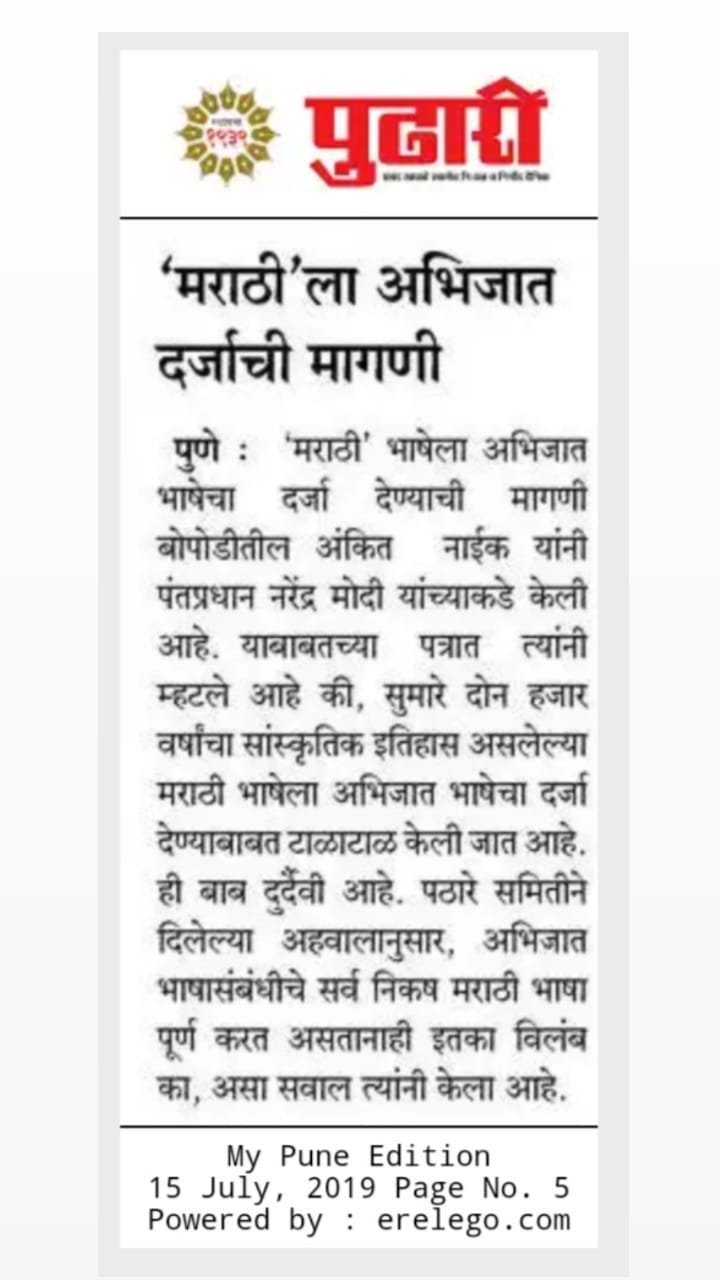 १९३९
पुढारी
‘मराठी’ला अभिजात
दर्जाची मागणी
पुणे : ‘मराठी’ भाषेला अभिजात
भाषेचा दर्जा देण्याची मागणी
बोपोडीतील अंकित नाईक यांनी
पंतप्रधान नरेंद्र मोदी यांच्याकडे केली
आहे. याबाबतच्या पत्रात त्यांनी
म्हटले आहे की, सुमारे दोन हजार
वर्षांचा सांस्कृतिक इतिहास असलेल्या
मराठी भाषेला अभिजात भाषेचा दर्जा
देण्याबाबत टाळाटाळ केली जात आहे.
ही बाब दुर्दैवी आहे. पठारे समितीने
दिलेल्या अहवालानुसार, अभिजात
भाषासंबंधीचे सर्व निकष मराठी भाषा
पूर्ण करत असतानाही इतका विलंब
का, असा सवाल त्यांनी केला आहे.
My Pune Edition
15 July, 2019 Page No. 5
Powered by : erelego.com